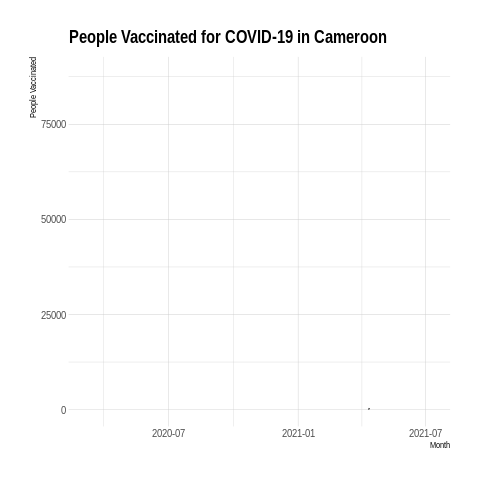 People Vaccinated for COVID-19 in Cameroon
People Vaccinated
75000
50000
25000
0
2020-07
2021-01
2021-07
Month